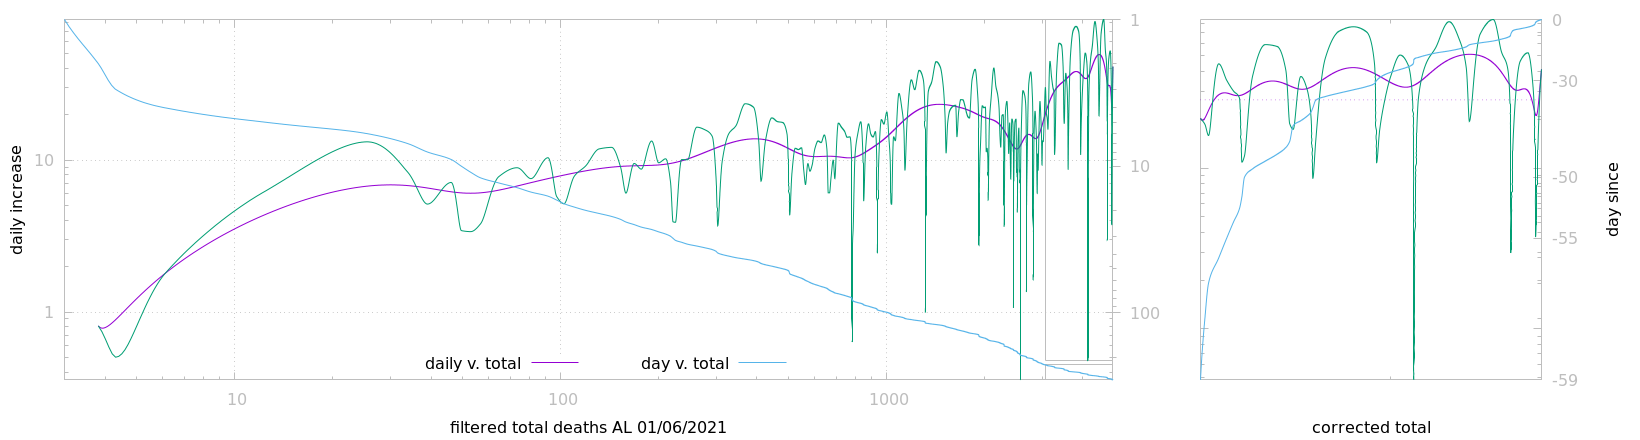 daily increase
10
1
daily v. total
day v. total
10
100
1000
filtered total deaths AL 01/06/2021
1
10
100
0
-30
-50
-55
-59
day since
corrected total